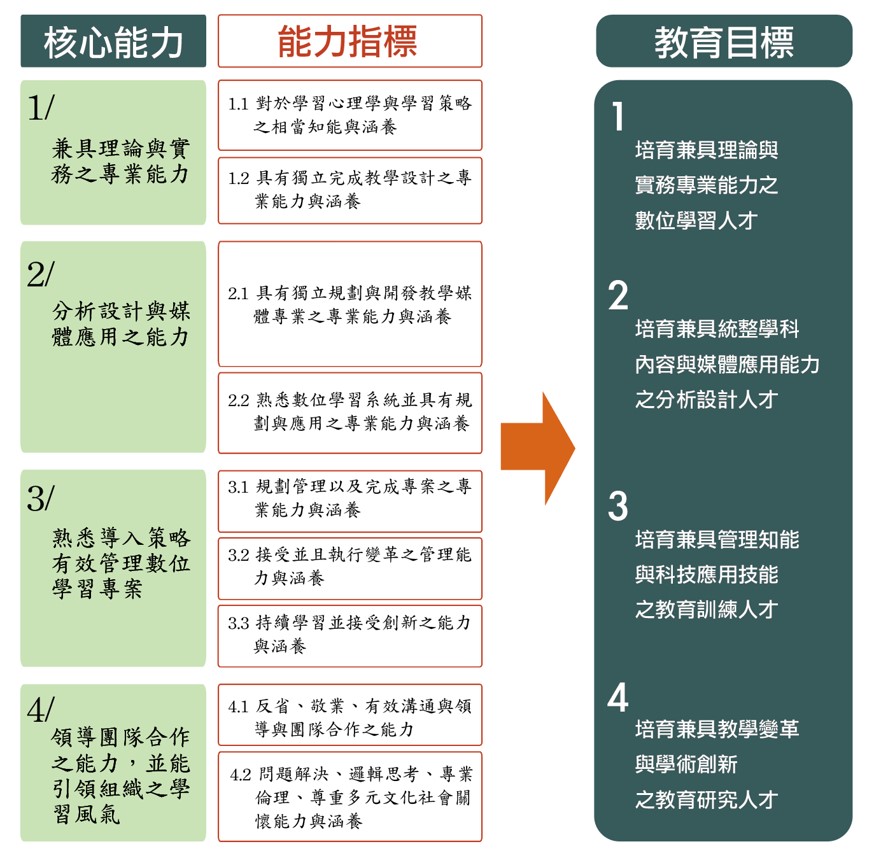 核心能力
能力指標
教育目標
1/
兼具理論與實
務之專業能力
1.1 對於學習心理學與學習策略
之相當知能與涵養
1.2 具有獨立完成教學設計之專
業能力與涵養
2/
分析設計與媒
體應用之能力
2.1 具有獨立規劃與開發教學媒
體專業之專業能力與涵養
2.2 熟悉數位學習系統並具有規
劃與應用之專業能力與涵養
3/
熟悉導入策略
有效管理數位
學習專案
3.1 規劃管理以及完成專案之專
業能力與涵養
3.2 接受並且執行變革之管理能
力與涵養
3.3 持續學習並接受創新之能力
與涵養
4/
領導團隊合作
之能力，並能
引領組織之學
習風氣
4.1 反省、敬業、有效溝通與領
導與團隊合作之能力
4.2 問題解決、邏輯思考、專業
倫理、尊重多元文化社會關
懷能力與涵養
1
培育兼具理論與
實務專業能力之
數位學習人才
2
培育兼具統整學科
內容與媒體應用能力
之分析設計人才
3
培育兼具管理知能
與科技應用技能
之教育訓練人才
4
培育兼具教學變革
與學術創新
之教育研究人才